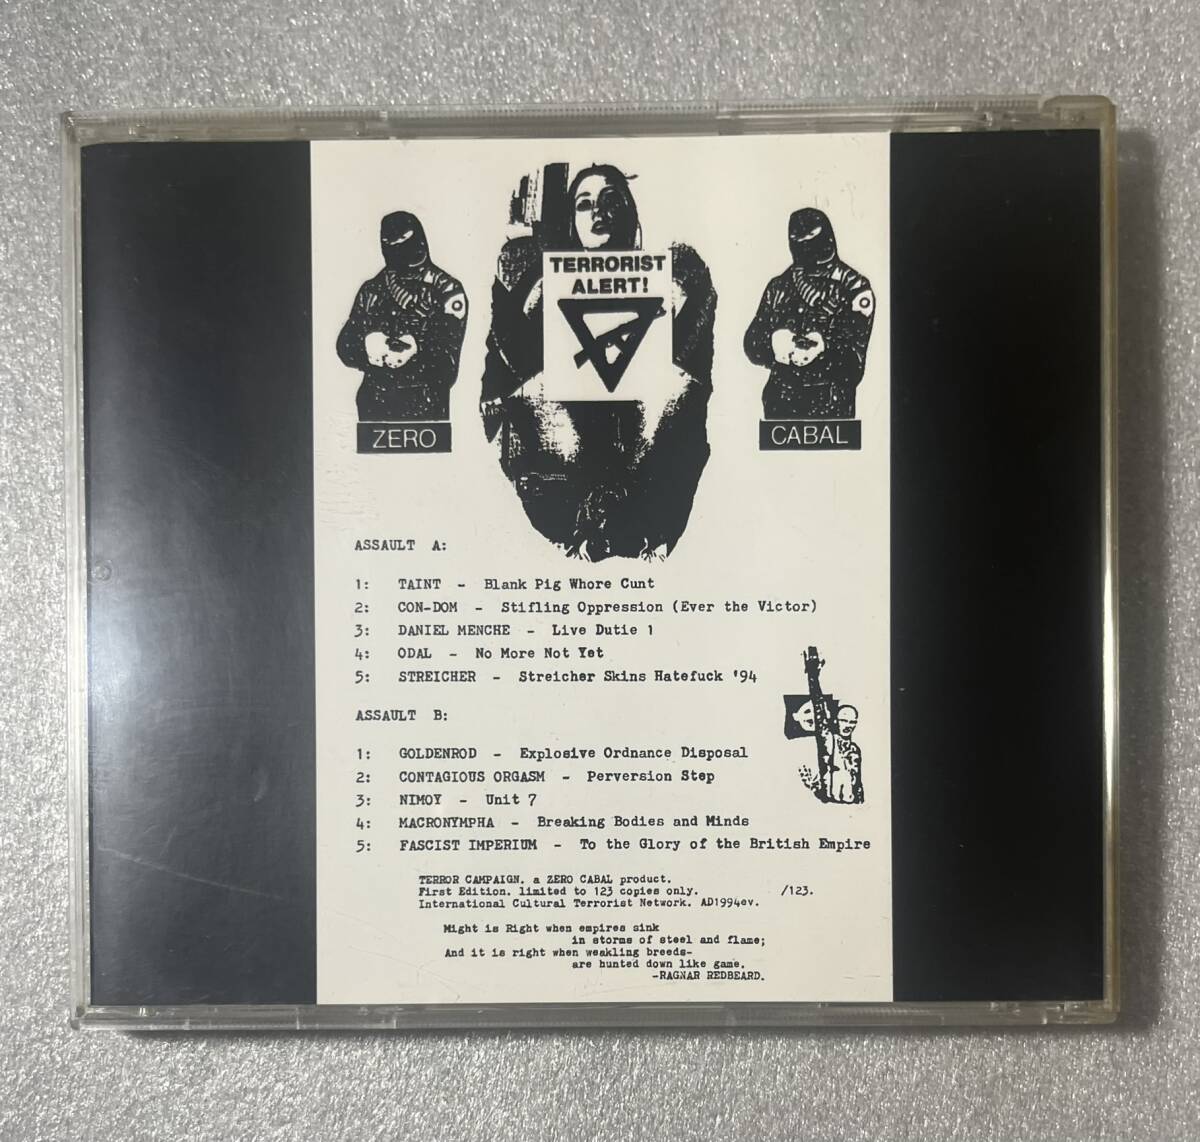 TERRORIST
ALERT!
ZERO
CABAL
ASSAULT A:
1: TAINT - Blank Pig Whore Cunt
2: CON-DOM - Stifling Oppression (Ever the Victor)
3: DANIEL MENCHE - Live Dutie 1
4: ODAL - No More Not Yet
5: STREICHER - Streicher Skins Hatefuck '94
ASSAULT B:
1: GOLDENROD - Explosive Ordnance Disposal
2: CONTAGIOUS ORGASM - Perversion Step
3: NIMOY - Unit 7
4: MACRONYMPHA - Breaking Bodies and Minds
5: FASCIST IMPERIUM - To the Glory of the British Empire
TERROR CAMPAIGN. a ZERO CABAL product.
First Edition. limited to 123 copies only. /123.
International Cultural Terrorist Network. AD1994ev.
Might is Right when empires sink
in storms of steel and flame;
And it is right when weakling breeds-
are hunted down like game.
-RAGNAR REDBEARD.